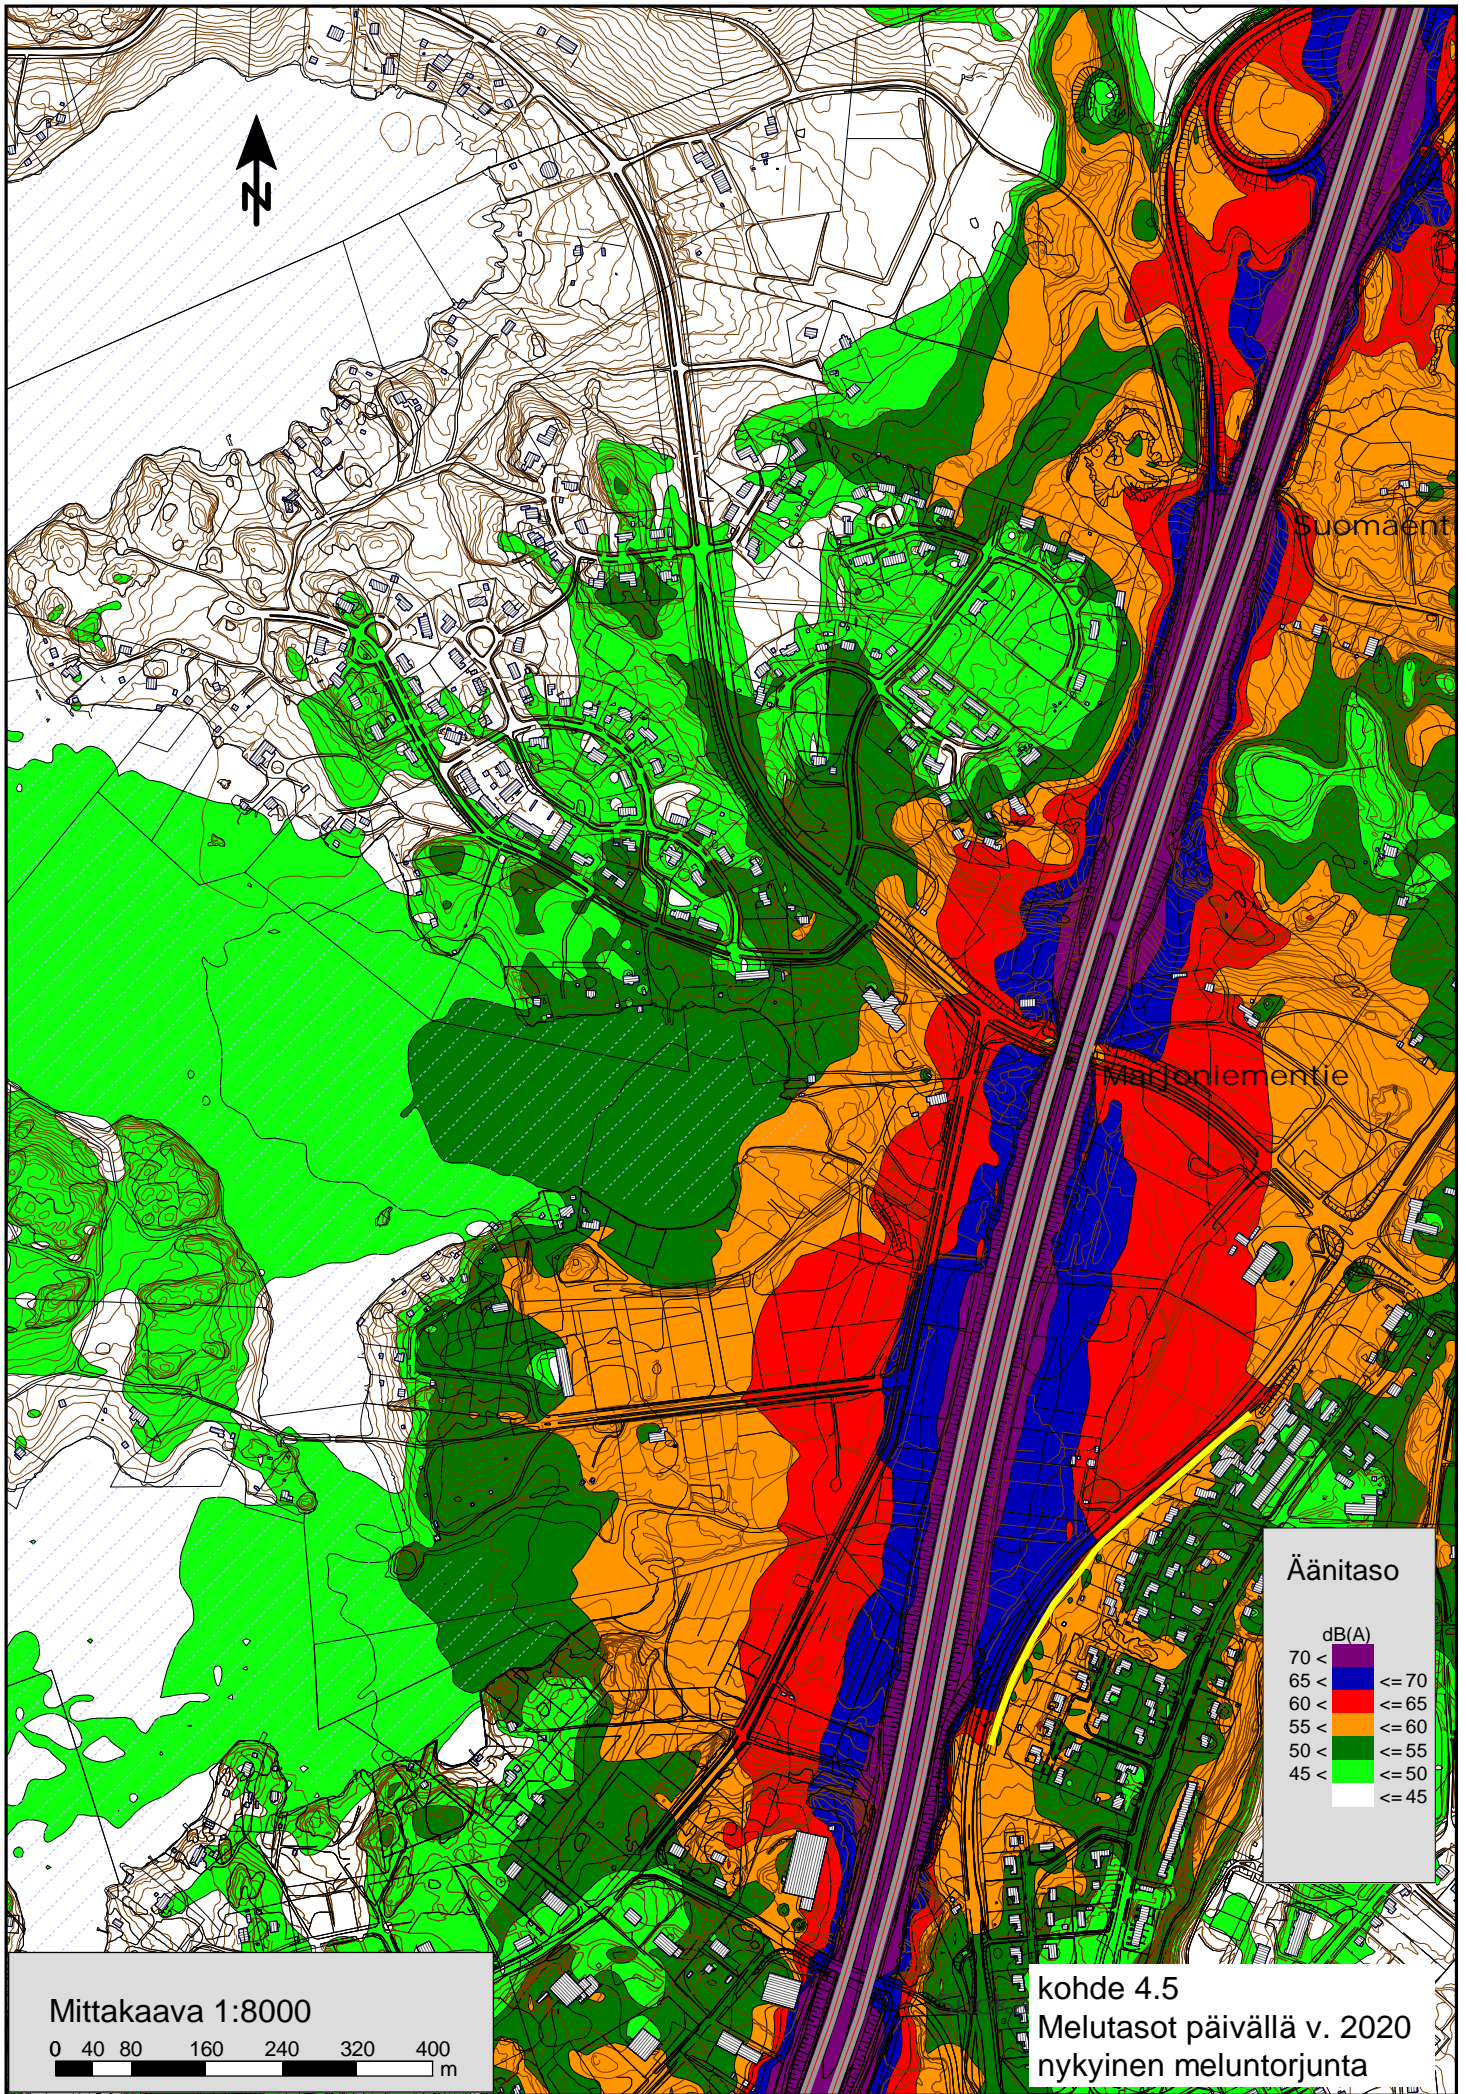 N
Suomaent
Marjoniementie
Äänitaso
dB(A)
70 <
65 < <= 70
60 < <= 65
55 < <= 60
50 < <= 55
45 < <= 50
<= 45
Mittakaava 1:8000
0 40 80 160 240 320 400
m
kohde 4.5
Melutasot päivällä v. 2020
nykyinen meluntorjunta